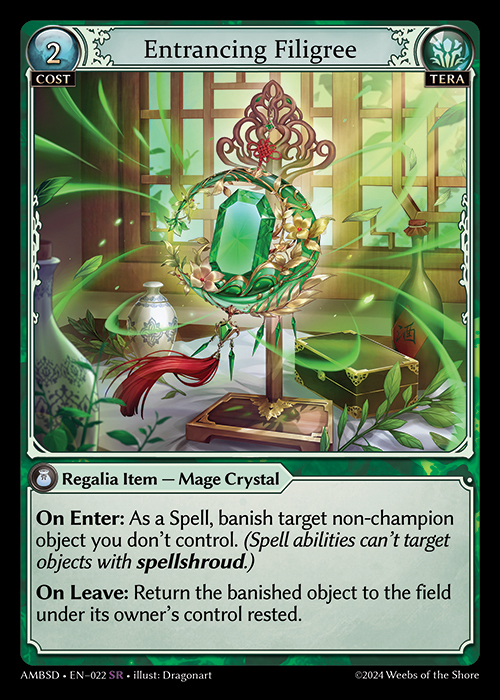 2
Entrancing Filigree
COST
TERA
酒
Regalia Item — Mage Crystal
On Enter: As a Spell, banish target non-champion
object you don't control. (Spell abilities can't target
objects with spellshroud.)
On Leave: Return the banished object to the field
under its owner's control rested.
AMBSD • EN-022 SR • illust: Dragonart
©2024 Weebs of the Shore